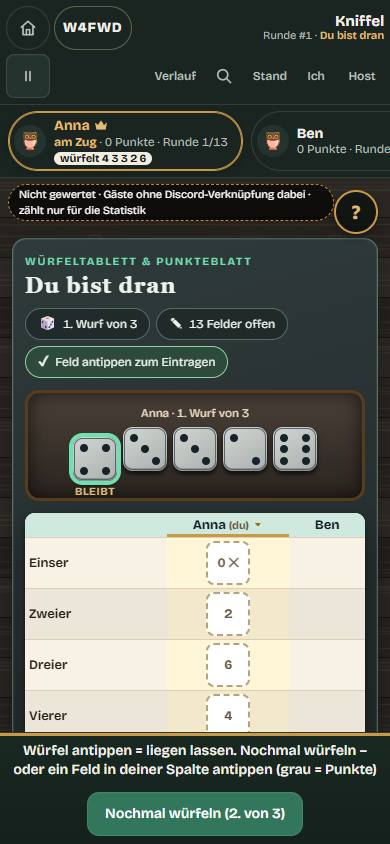 W4FWD
Kniffel
Runde #1 · Du bist dran
Verlauf
Stand
Ich
Host
Anna
am Zug · 0 Punkte · Runde 1/13
würfelt 4 3 3 2 6
Ben
0 Punkte · Runde
Nicht gewertet · Gäste ohne Discord-Verknüpfung dabei ·
zählt nur für die Statistik
?
WÜRFELTABLETT & PUNKTEBLATT
Du bist dran
1. Wurf von 3
13 Felder offen
✓ Feld antippen zum Eintragen
Anna · 1. Wurf von 3
BLEIBT
Anna (du)
Ben
Einser
0 ×
Zweier
2
Dreier
6
Vierer
4
Würfel antippen = liegen lassen. Nochmal würfeln –
oder ein Feld in deiner Spalte antippen (grau = Punkte)
Nochmal würfeln (2. von 3)